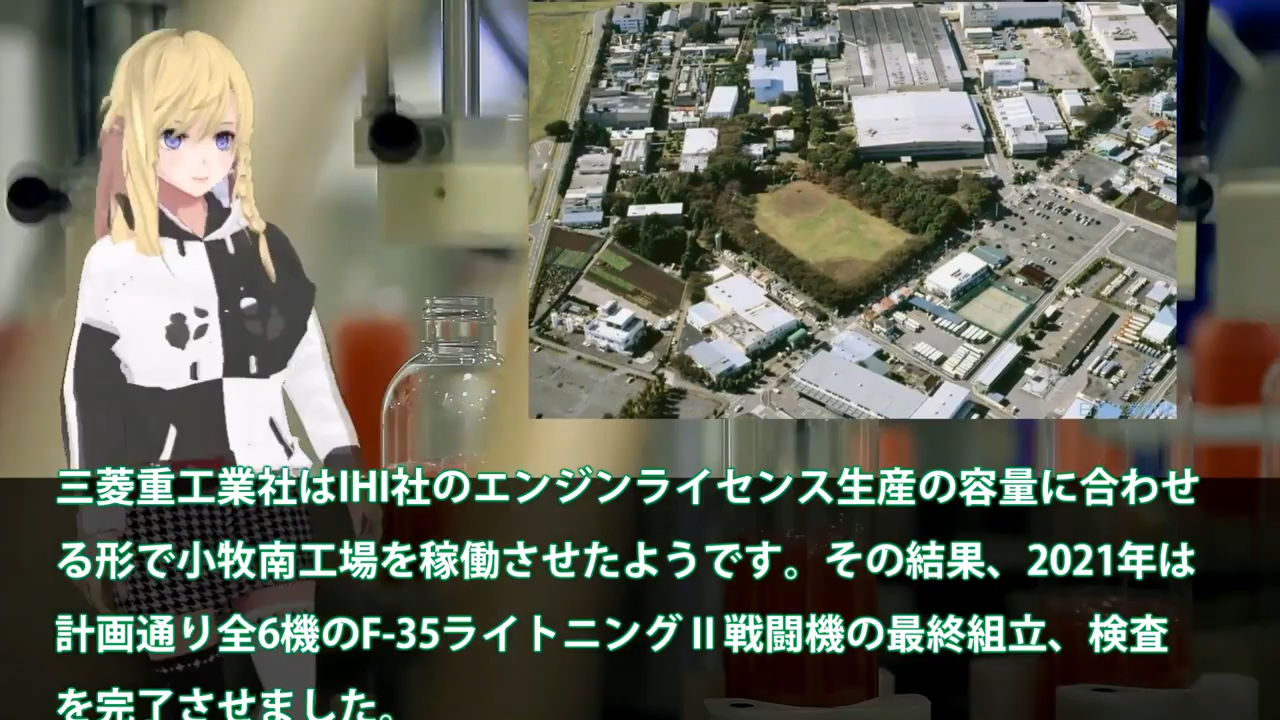 三菱重工業社はIHI社のエンジンライセンス生産の容量に合わせ
る形で小牧南工場を稼働させたようです。その結果、2021年は
計画通り全6機のF-35ライトニングⅡ戦闘機の最終組立、検査
を完了させました。